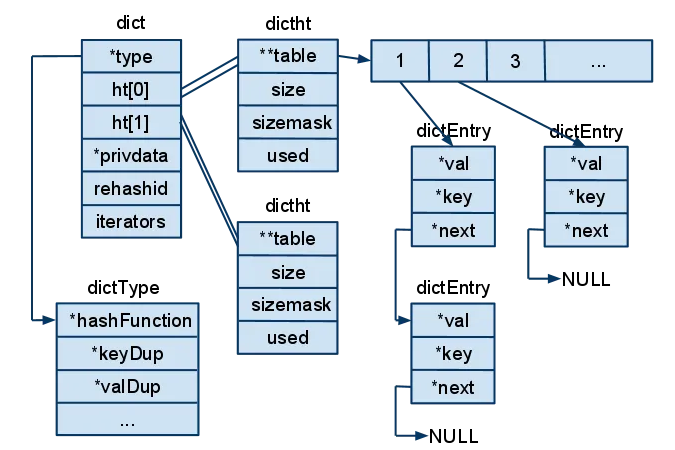 dict
*type
ht[0]
ht[1]
*privdata
rehashid
iterators
dictht
**table
size
sizemask
used
1 2 3 ...
dictEntry
*val
*key
*next
dictEntry
*val
*key
*next
NULL
dictht
**table
size
sizemask
used
dictType
*hashFunction
*keyDup
*valDup
...
dictEntry
*val
*key
*next
NULL